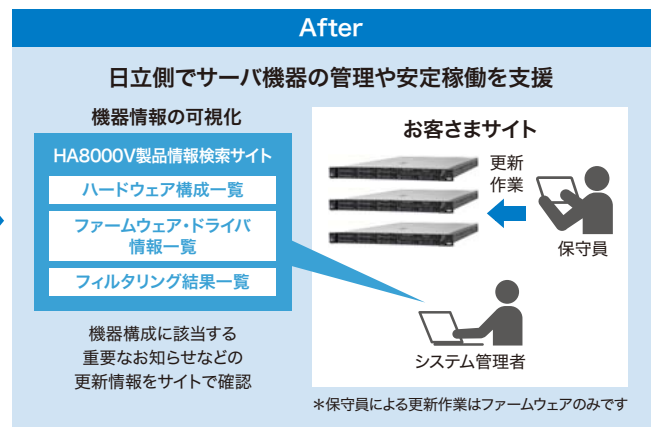 After
日立側でサーバ機器の管理や安定稼働を支援
機器情報の可視化
HA8000V製品情報検索サイト
ハードウェア構成一覧
ファームウェア・ドライバ
情報一覧
フィルタリング結果一覧
機器構成に該当する
重要なお知らせなどの
更新情報をサイトで確認
お客さまサイト
更新
作業
保守員
システム管理者
＊保守員による更新作業はファームウェアのみです